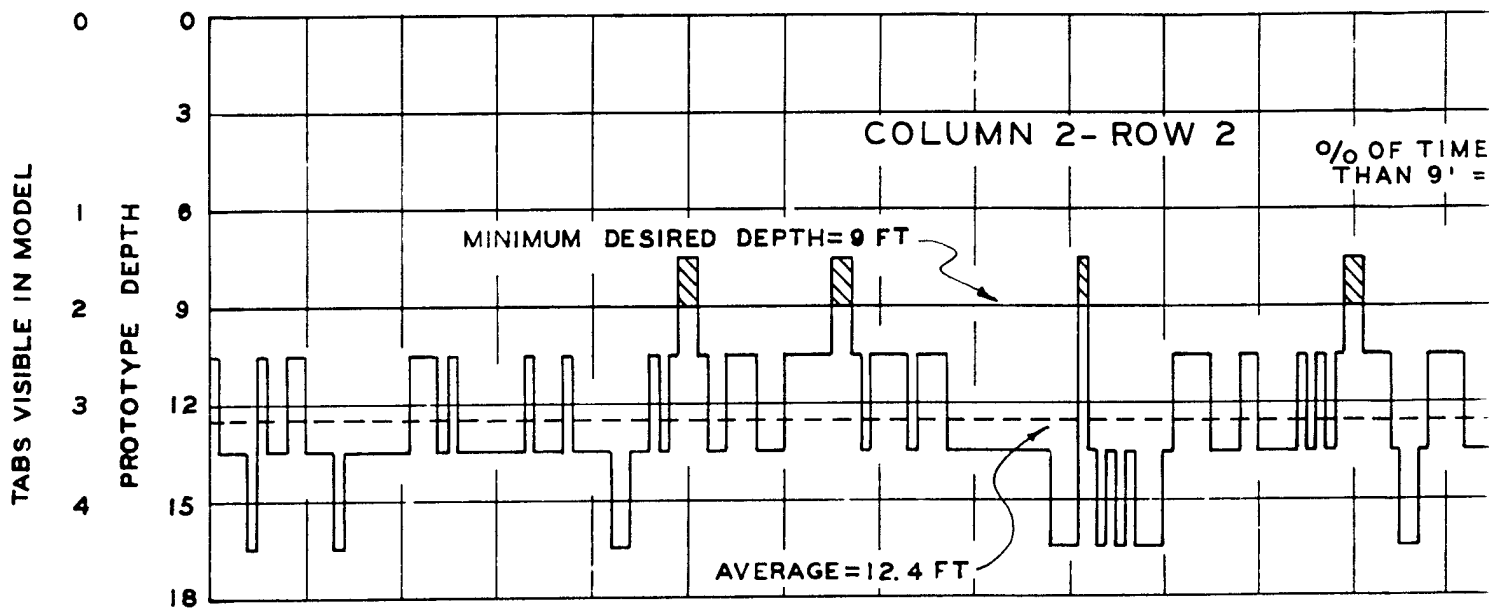 TABS VISIBLE IN MODEL
0
1
2
3
4
PROTOTYPE DEPTH
0
3
6
9
12
15
18
COLUMN 2-ROW 2
% OF TIME
THAN 9' =
MINIMUM DESIRED DEPTH=9 FT
AVERAGE=12.4 FT